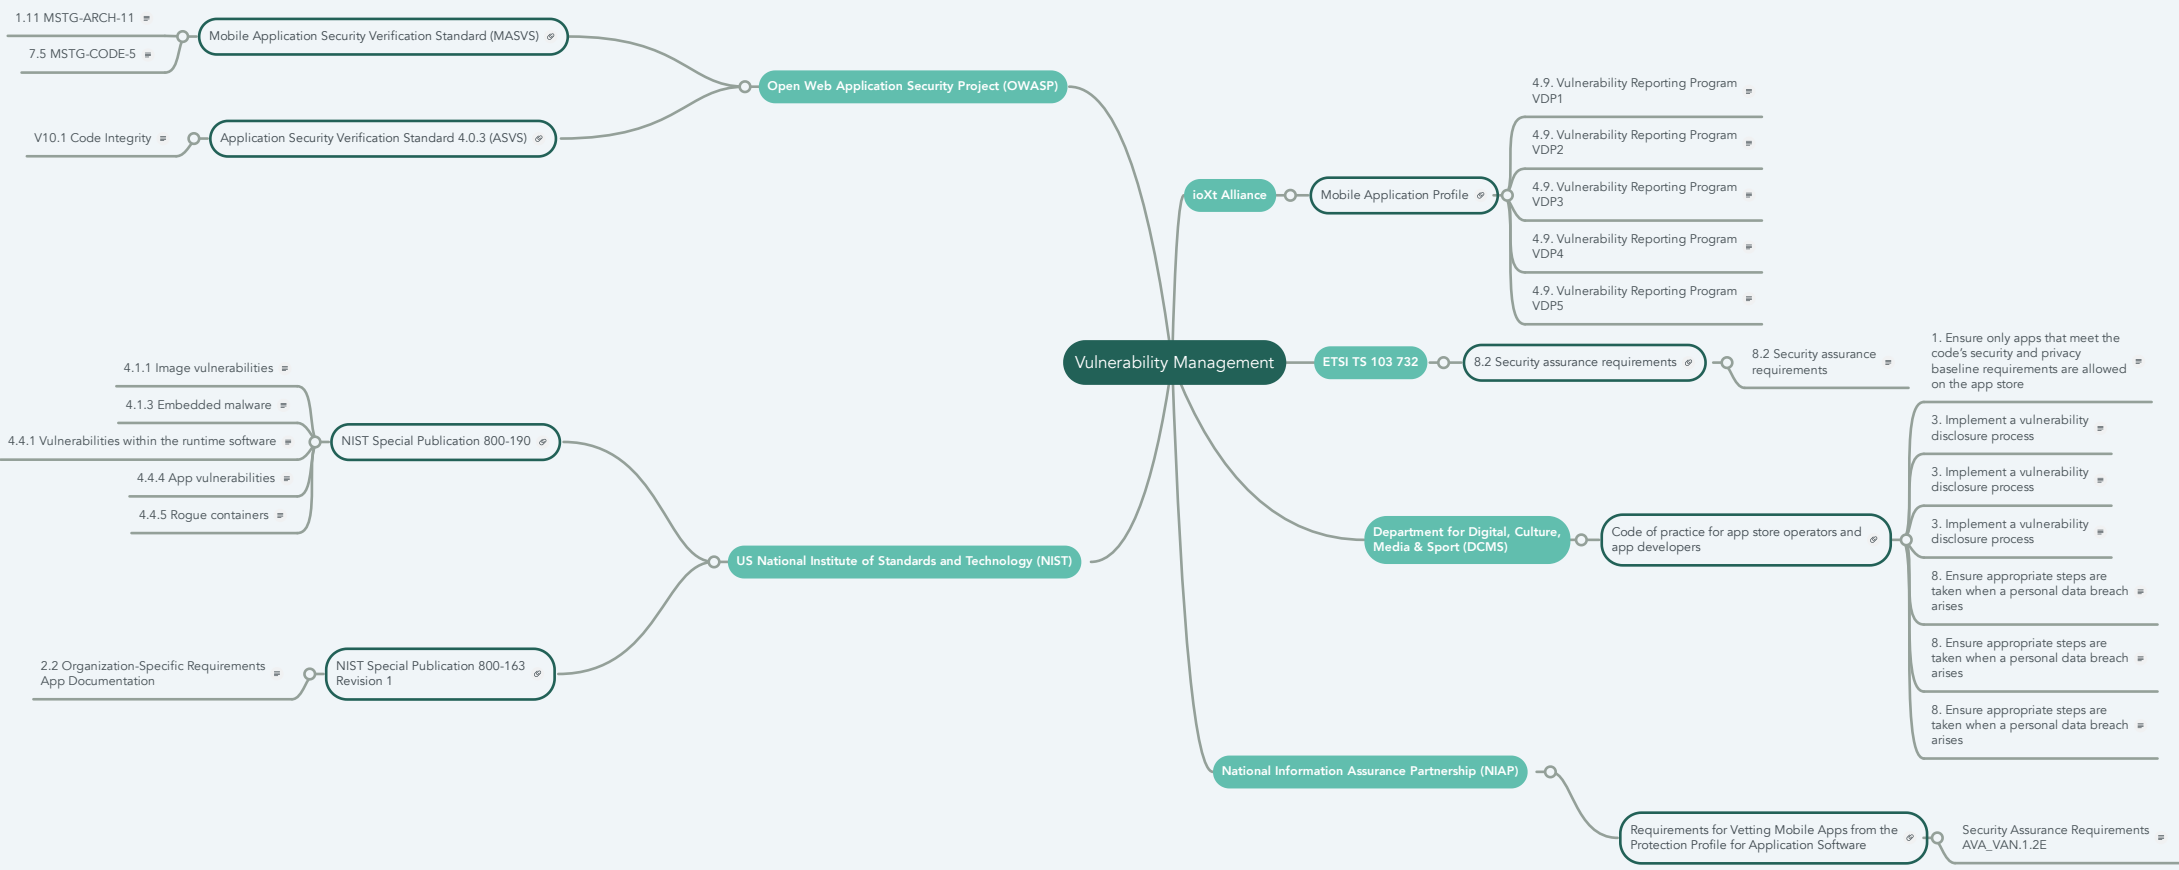 1.11 MSTG-ARCH-11
7.5 MSTG-CODE-5
Mobile Application Security Verification Standard (MASVS)
Open Web Application Security Project (OWASP)
V10.1 Code Integrity
Application Security Verification Standard 4.0.3 (ASVS)
4.1.1 Image vulnerabilities
4.1.3 Embedded malware
4.4.1 Vulnerabilities within the runtime software
4.4.4 App vulnerabilities
4.4.5 Rogue containers
NIST Special Publication 800-190
US National Institute of Standards and Technology (NIST)
2.2 Organization-Specific Requirements
App Documentation
NIST Special Publication 800-163
Revision 1
Vulnerability Management
ioXt Alliance
Mobile Application Profile
4.9. Vulnerability Reporting Program
VDP1
4.9. Vulnerability Reporting Program
VDP2
4.9. Vulnerability Reporting Program
VDP3
4.9. Vulnerability Reporting Program
VDP4
4.9. Vulnerability Reporting Program
VDP5
ETSI TS 103 732
8.2 Security assurance requirements
8.2 Security assurance
requirements
Department for Digital, Culture,
Media & Sport (DCMS)
Code of practice for app store operators and
app developers
1. Ensure only apps that meet the
code's security and privacy
baseline requirements are allowed
on the app store
3. Implement a vulnerability
disclosure process
3. Implement a vulnerability
disclosure process
3. Implement a vulnerability
disclosure process
8. Ensure appropriate steps are
taken when a personal data breach
arises
8. Ensure appropriate steps are
taken when a personal data breach
arises
8. Ensure appropriate steps are
taken when a personal data breach
arises
National Information Assurance Partnership (NIAP)
Requirements for Vetting Mobile Apps from the
Protection Profile for Application Software
Security Assurance Requirements
AVA_VAN.1.2E